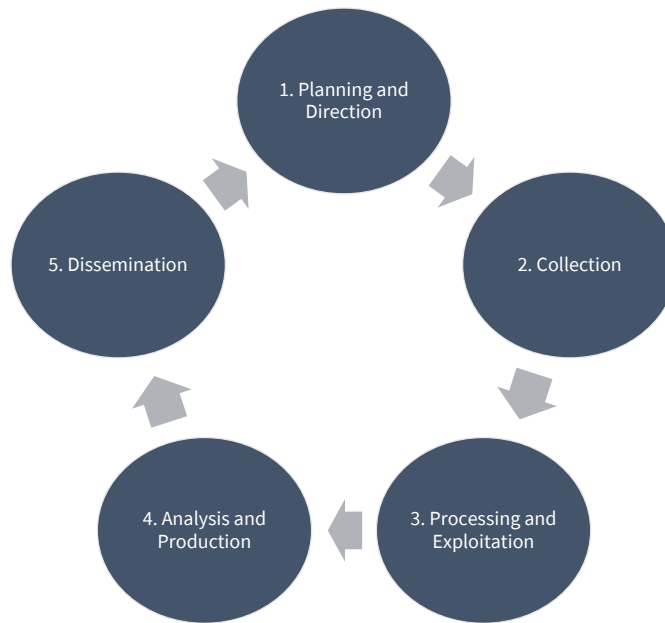 1. Planning and
Direction
2. Collection
3. Processing and
Exploitation
4. Analysis and
Production
5. Dissemination